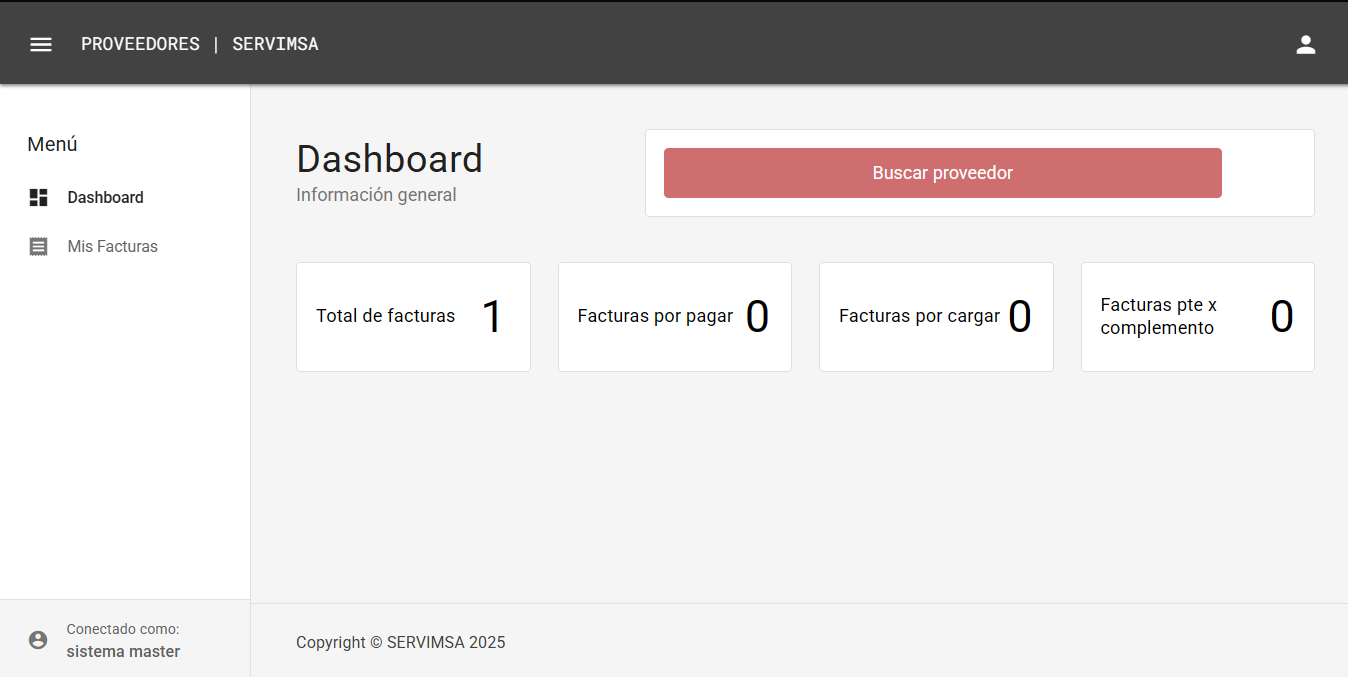 PROVEEDORES | SERVIMSA
Menú
Dashboard
Mis Facturas
Dashboard
Información general
Buscar proveedor
Total de facturas 1
Facturas por pagar 0
Facturas por cargar 0
Facturas pte x
complemento 0
Conectado como:
sistema master
Copyright © SERVIMSA 2025